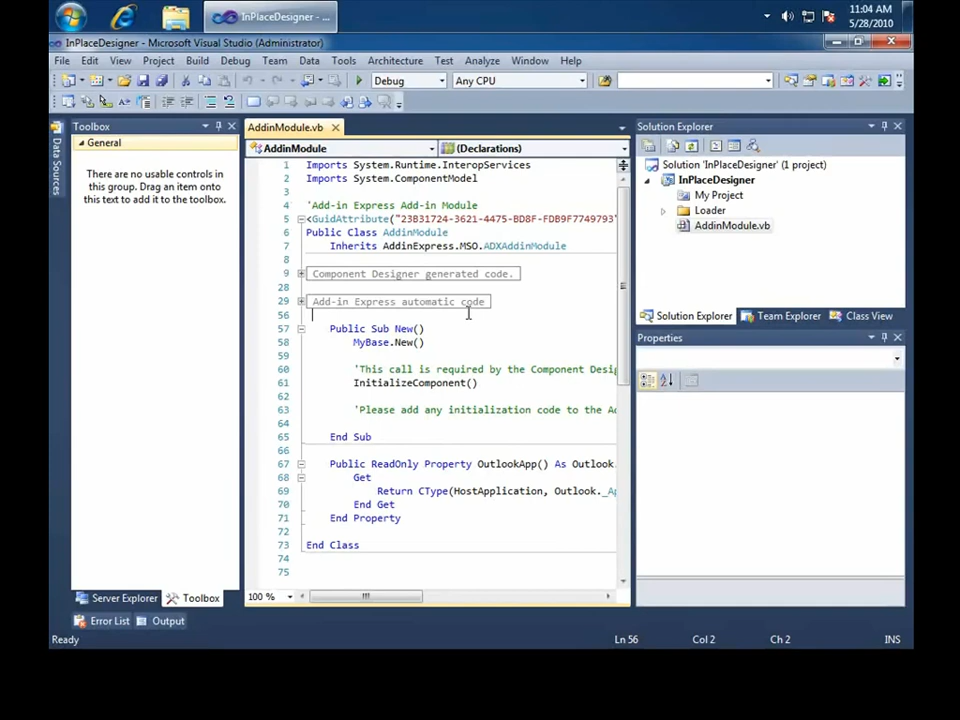 InPlaceDesigner - ...
11:04 AM
5/28/2010
InPlaceDesigner - Microsoft Visual Studio (Administrator)
File Edit View Project Build Debug Team Data Tools Architecture Test Analyze Window Help
Debug Any CPU
Data Sources
Toolbox
General
There are no usable controls in
this group. Drag an item onto
this text to add it to the toolbox.
Server Explorer Toolbox
AddinModule.vb
AddinModule (Declarations)
1 Imports System.Runtime.InteropServices
2 Imports System.ComponentModel
3
4 'Add-in Express Add-in Module
5 <GuidAttribute("23B31724-3621-4475-BD8F-FDB9F7749793"
6 Public Class AddinModule
7 Inherits AddinExpress.MSO.ADXAddinModule
8
9 Component Designer generated code.
28
29 Add-in Express automatic code
56
57 Public Sub New()
58 MyBase.New()
59
60 'This call is required by the Component Desig
61 InitializeComponent()
62
63 'Please add any initialization code to the Ad
64
65 End Sub
66
67 Public ReadOnly Property OutlookApp() As Outlook.
68 Get
69 Return CType(HostApplication, Outlook._Ap
70 End Get
71 End Property
72
73 End Class
74
75
100 %
Solution Explorer
Solution 'InPlaceDesigner' (1 project)
InPlaceDesigner
My Project
Loader
AddinModule.vb
Solution Explorer Team Explorer Class View
Properties
Error List Output
Ready Ln 56 Col 2 Ch 2 INS